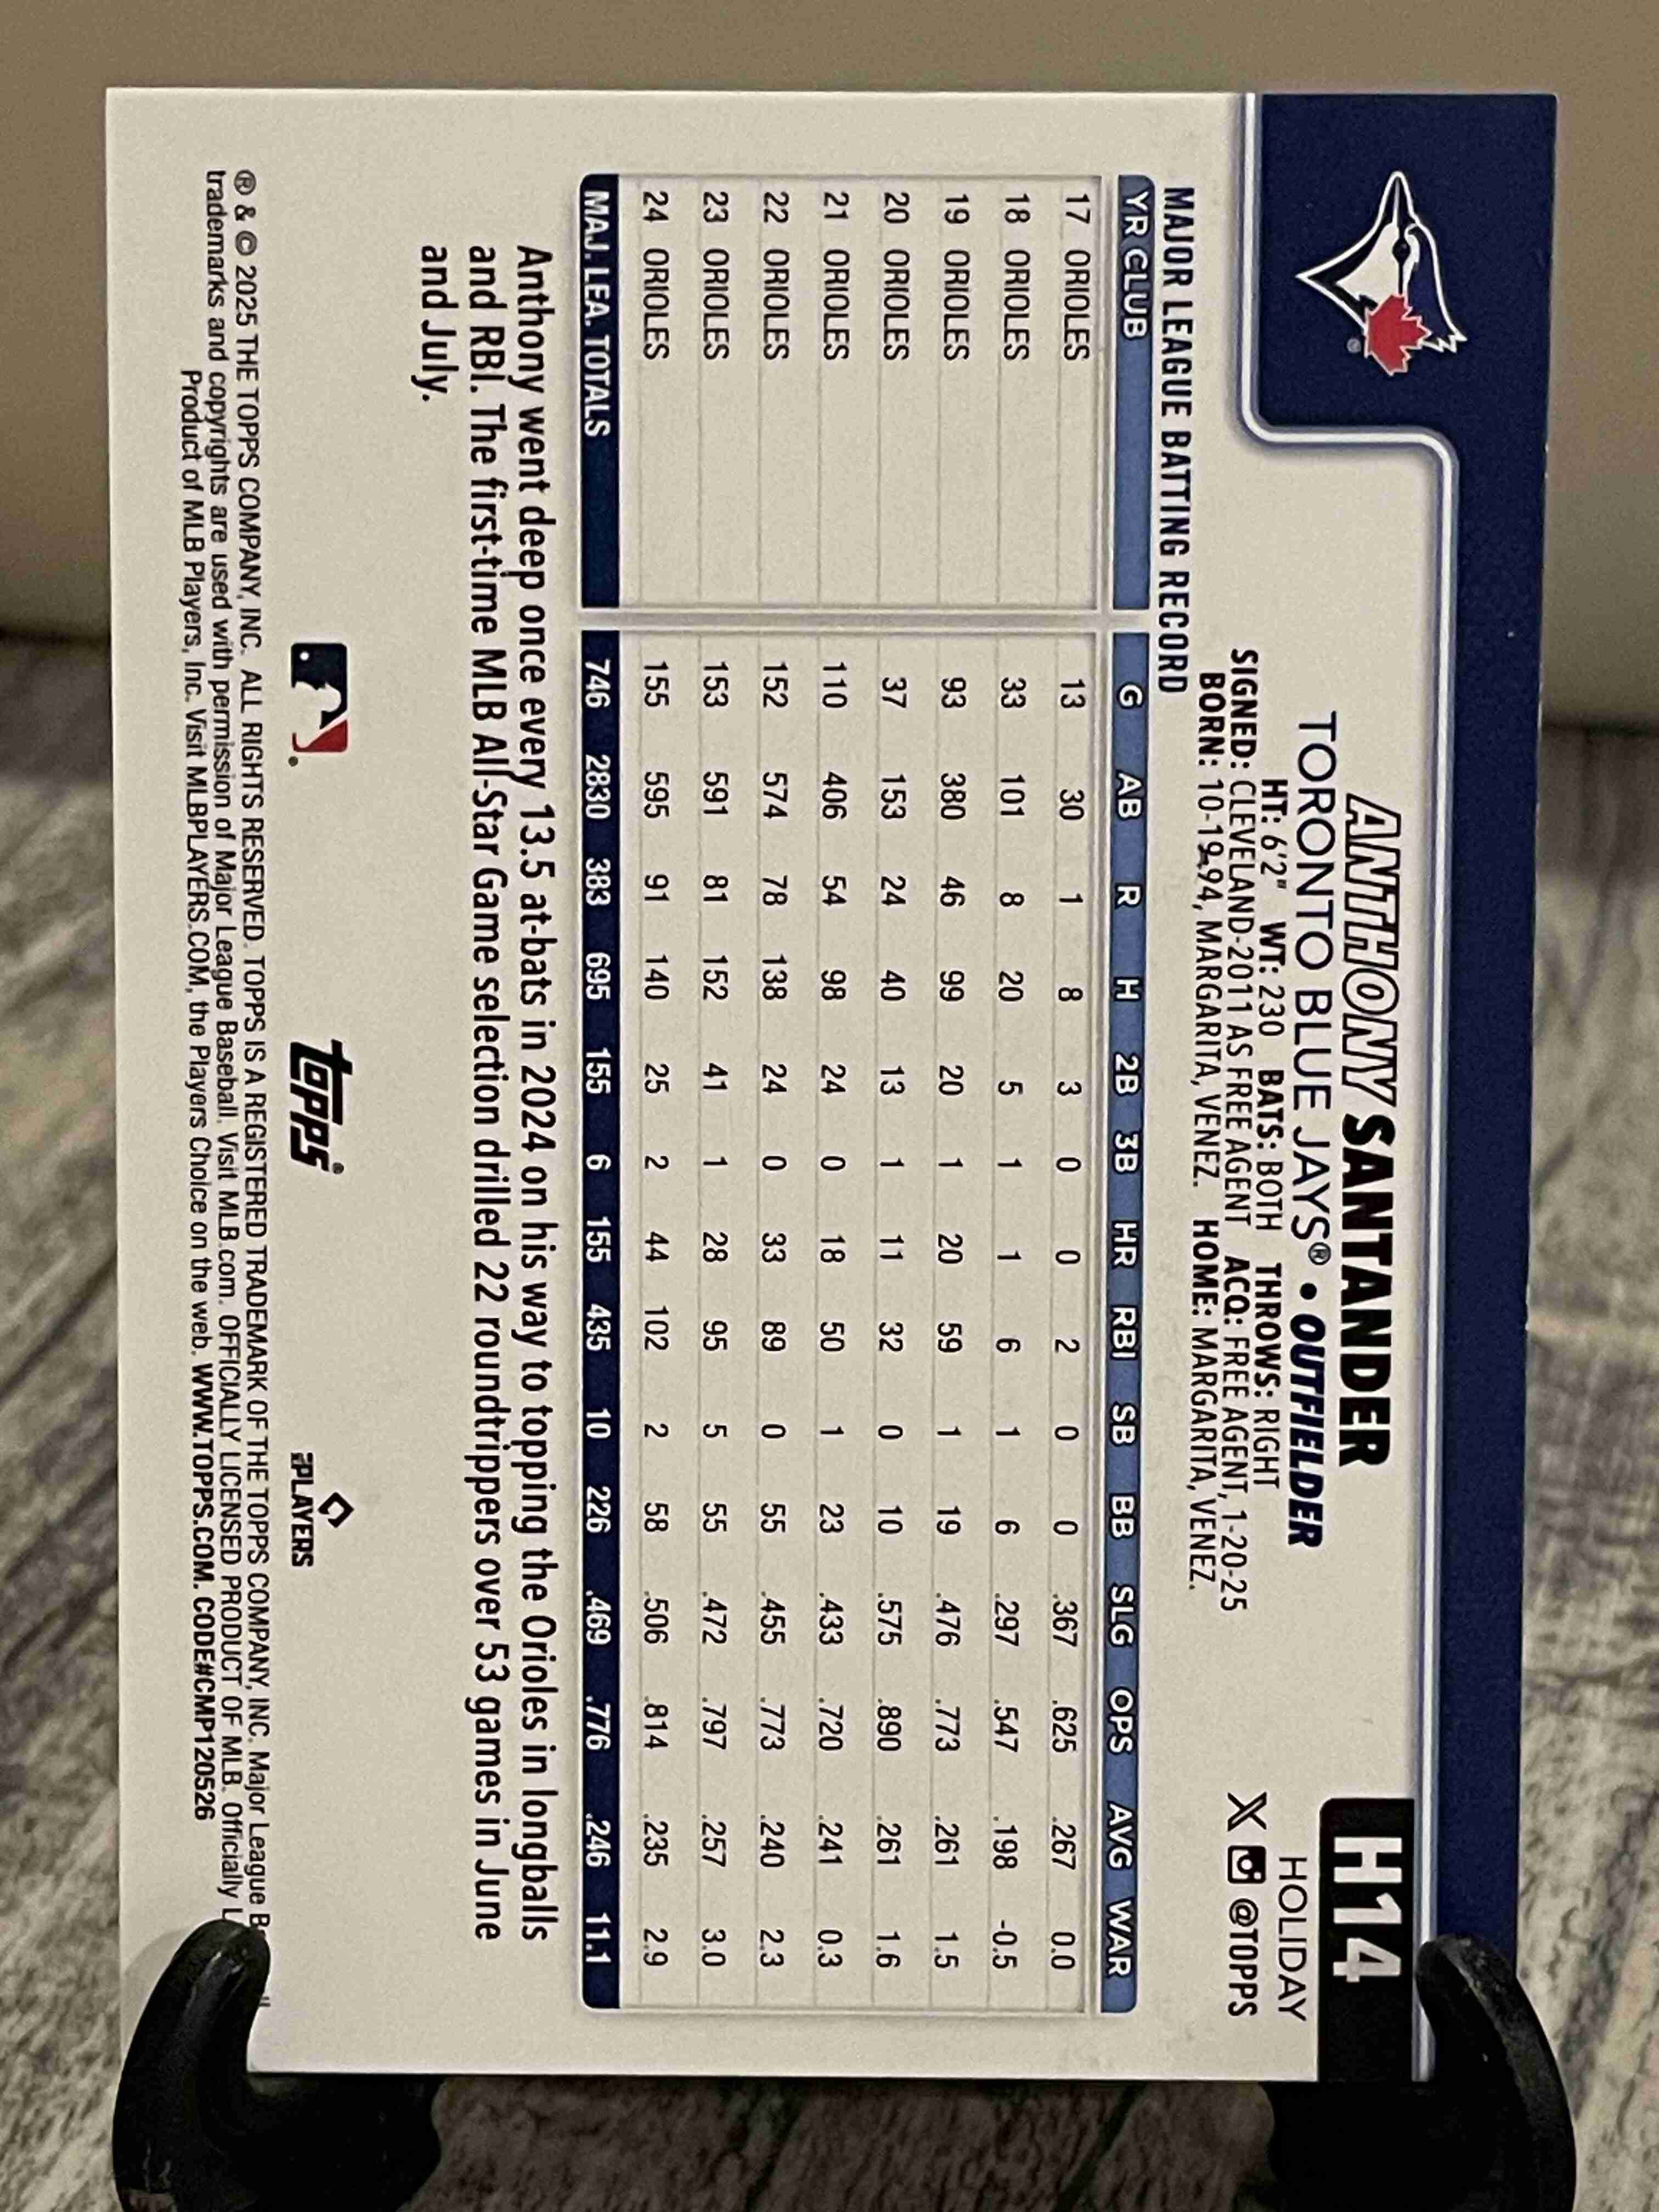 H14
HOLIDAY
@TOPPS
ANTHONY SANTANDER
TORONTO BLUE JAYS® • OUTFIELDER
HT: 6'2" WT: 230 BATS: BOTH THROWS: RIGHT
SIGNED: CLEVELAND-2011 AS FREE AGENT ACQ: FREE AGENT, 1-20-25
BORN: 10-19-94, MARGARITA, VENEZ. HOME: MARGARITA, VENEZ.
MAJOR LEAGUE BATTING RECORD
YR CLUB G AB R H 2B 3B HR RBI SB BB SLG OPS AVG WAR
17 ORIOLES 13 30 1 8 3 0 0 2 0 0 .367 .625 .267 0.0
18 ORIOLES 33 101 8 20 5 1 1 6 1 6 .297 .547 .198 -0.5
19 ORIOLES 93 380 46 99 20 1 20 59 1 19 .476 .773 .261 1.5
20 ORIOLES 37 153 24 40 13 1 11 32 0 10 .575 .890 .261 1.6
21 ORIOLES 110 406 54 98 24 0 18 50 1 23 .433 .720 .241 0.3
22 ORIOLES 152 574 78 138 24 0 33 89 0 55 .455 .773 .240 2.3
23 ORIOLES 153 591 81 152 41 1 28 95 5 55 .472 .797 .257 3.0
24 ORIOLES 155 595 91 140 25 2 44 102 2 58 .506 .814 .235 2.9
MAJ. LEA. TOTALS 746 2830 383 695 155 6 155 435 10 226 .469 .776 .246 11.1
Anthony went deep once every 13.5 at-bats in 2024 on his way to topping the Orioles in longballs
and RBI. The first-time MLB All-Star Game selection drilled 22 roundtrippers over 53 games in June
and July.
topps®
PLAYERS
® & © 2025 THE TOPPS COMPANY, INC. ALL RIGHTS RESERVED. TOPPS IS A REGISTERED TRADEMARK OF THE TOPPS COMPANY, INC. Major League
trademarks and copyrights are used with permission of Major League Baseball. Visit MLB.com. OFFICIALLY LICENSED PRODUCT OF MLB. Officially
Product of MLB Players, Inc. Visit MLBPLAYERS.COM, the Players Choice on the web. WWW.TOPPS.COM. CODE#CMP120526